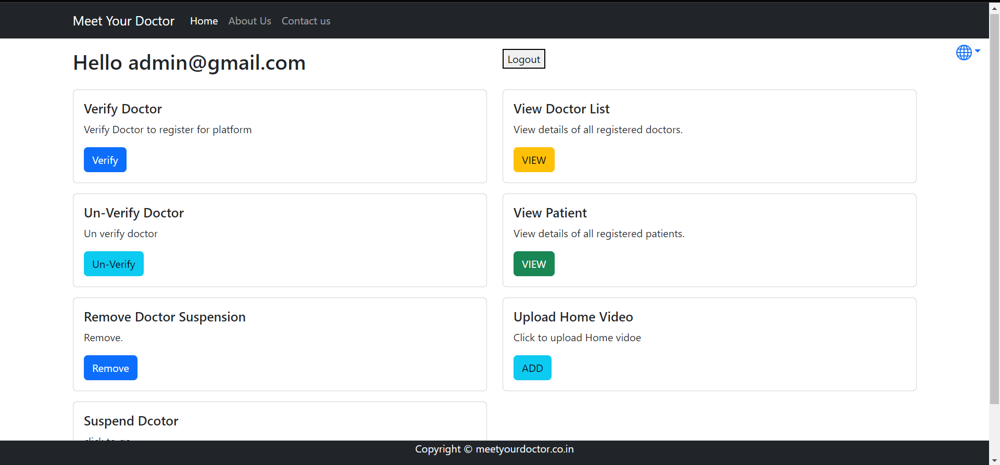 Meet Your Doctor Home About Us Contact us
Hello admin@gmail.com
Logout
Verify Doctor
Verify Doctor to register for platform
Verify
View Doctor List
View details of all registered doctors.
VIEW
Un-Verify Doctor
Un verify doctor
Un-Verify
View Patient
View details of all registered patients.
VIEW
Remove Doctor Suspension
Remove.
Remove
Upload Home Video
Click to upload Home vidoe
ADD
Suspend Dcotor
click to go
Copyright © meetyourdoctor.co.in